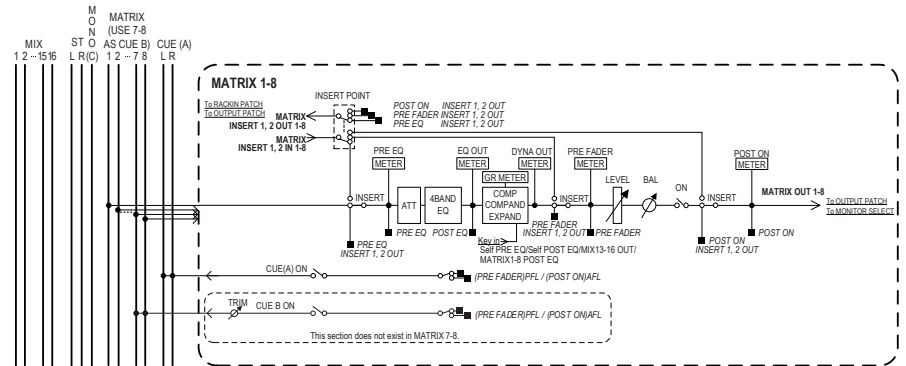 M
O
N
O
(C)
MATRIX
(USE 7-8
AS CUE B)
1 2 ··· 7 8
MIX
1 2 ··· 15 16
ST
L R
CUE (A)
L R
MATRIX 1-8
INSERT POINT
To RACKIN PATCH
To OUTPUT PATCH
MATRIX
INSERT 1, 2 OUT 1-8
MATRIX
INSERT 1, 2 IN 1-8
POST ON INSERT 1, 2 OUT
PRE FADER INSERT 1, 2 OUT
PRE EQ INSERT 1, 2 OUT
PRE EQ
METER
EQ OUT
METER
DYNA OUT
METER
PRE FADER
METER
POST ON
METER
GR METER
LEVEL
BAL
ON
INSERT
ATT
4BAND
EQ
COMP
COMPAND
EXPAND
INSERT
INSERT
MATRIX OUT 1-8
To OUTPUT PATCH
To MONITOR SELECT
PRE EQ
POST EQ
PRE FADER
INSERT 1, 2 OUT
PRE FADER
POST ON
PRE EQ
INSERT 1, 2 OUT
POST ON
INSERT 1, 2 OUT
Key in
Self PRE EQ/Self POST EQ/MIX13-16 OUT/
MATRIX1-8 POST EQ
CUE(A) ON
(PRE FADER)PFL / (POST ON)AFL
TRIM
CUE B ON
(PRE FADER)PFL / (POST ON)AFL
This section does not exist in MATRIX 7-8.